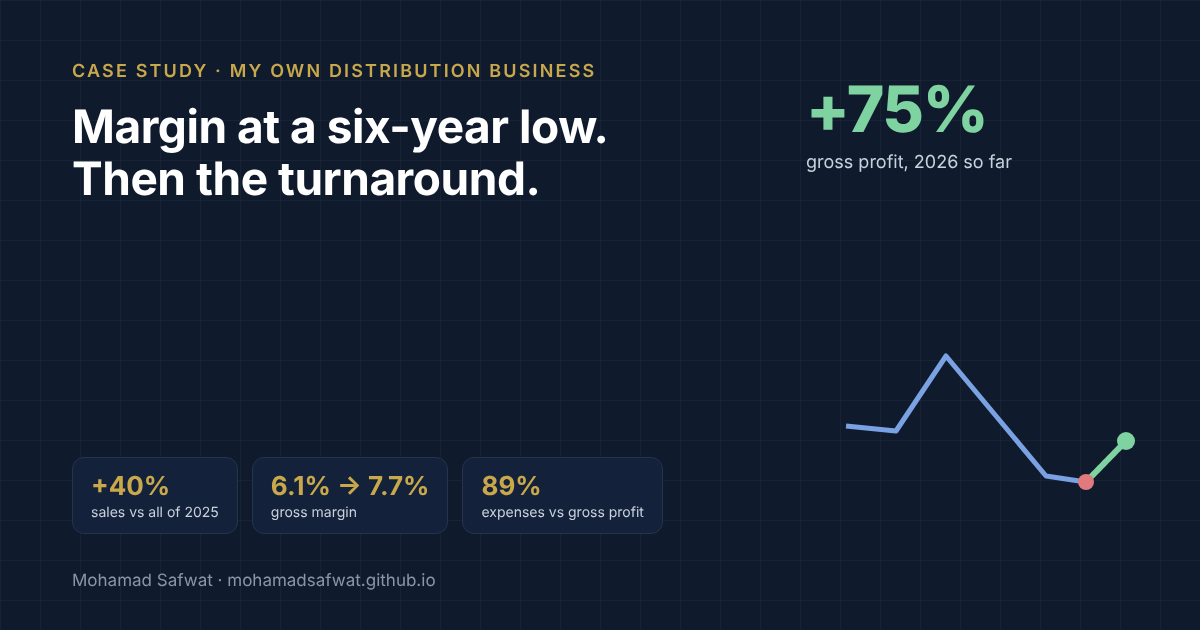 CASE STUDY · MY OWN DISTRIBUTION BUSINESS
Margin at a six-year low.
Then the turnaround.
+75%
gross profit, 2026 so far
+40%
sales vs all of 2025
6.1% → 7.7%
gross margin
89%
expenses vs gross profit
Mohamad Safwat · mohamadsafwat.github.io